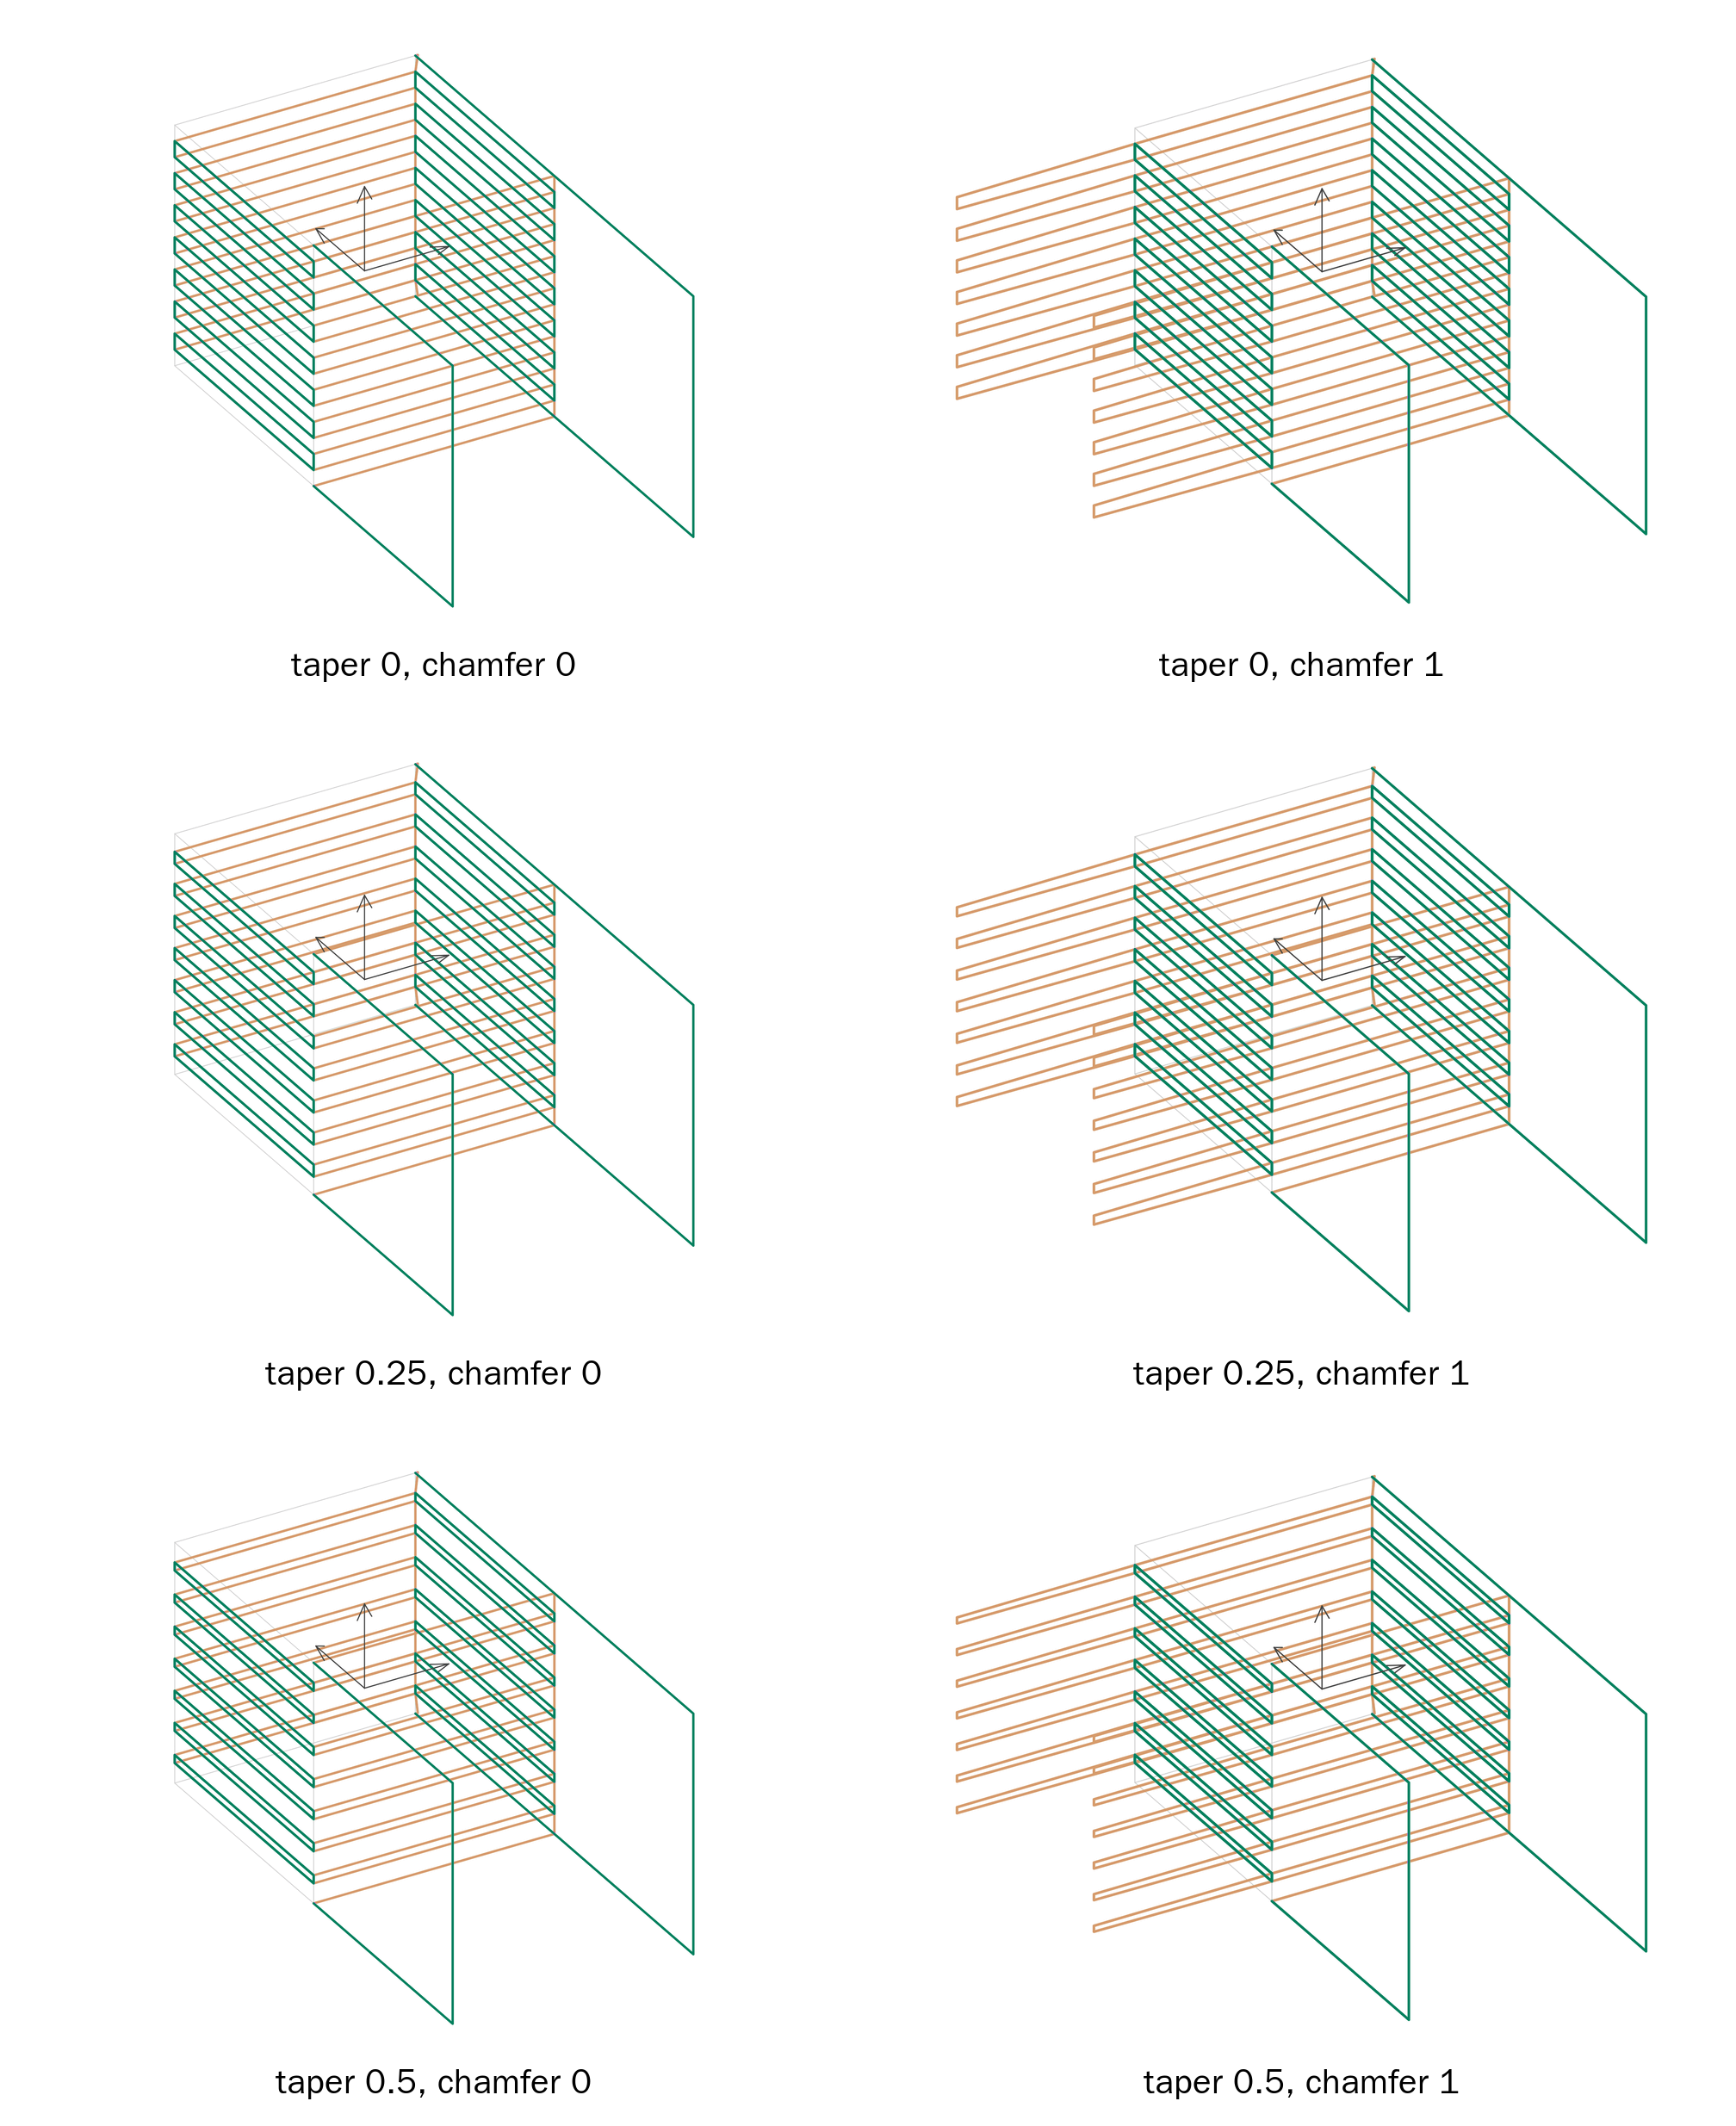 taper 0, chamfer 0
taper 0, chamfer 1
taper 0.25, chamfer 0
taper 0.25, chamfer 1
taper 0.5, chamfer 0
taper 0.5, chamfer 1